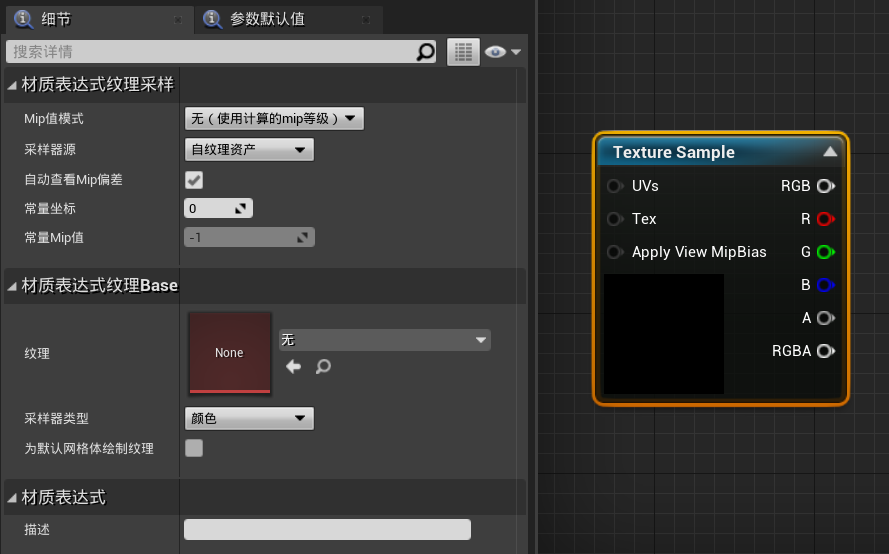 细节
参数默认值
搜索详情
材质表达式纹理采样
Mip值模式
无（使用计算的mip等级）
采样器源
自纹理资产
自动查看Mip偏差
常量坐标
0
常量Mip值
-1
材质表达式纹理Base
纹理
None
无
采样器类型
颜色
为默认网格体绘制纹理
材质表达式
描述
Texture Sample
UVs
RGB
Tex
R
Apply View MipBias
G
B
A
RGBA